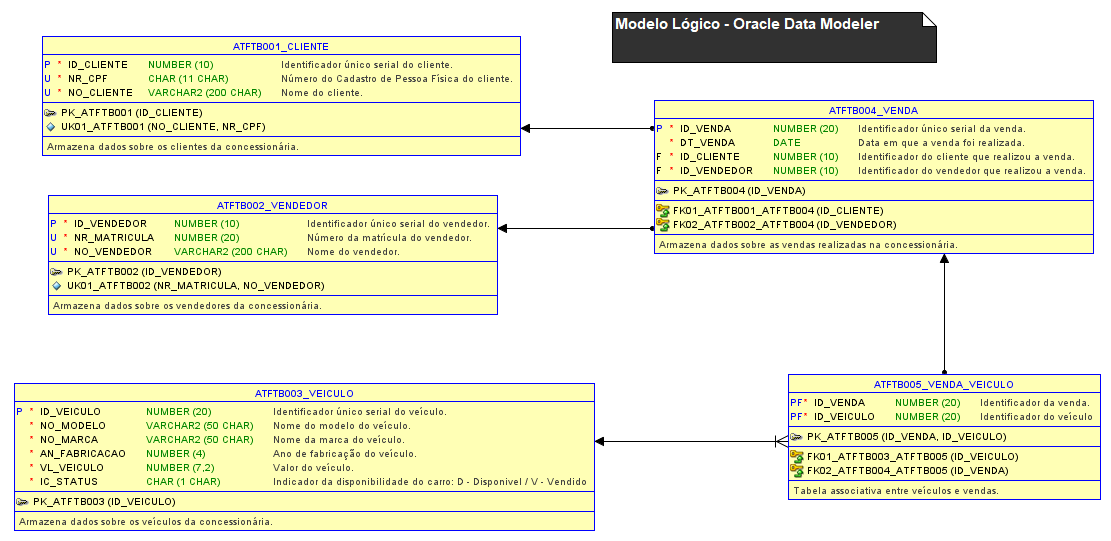 Modelo Lógico - Oracle Data Modeler
ATFTB001_CLIENTE
P * ID_CLIENTE NUMBER (10) Identificador único serial do cliente.
U * NR_CPF CHAR (11 CHAR) Número do Cadastro de Pessoa Física do cliente.
U * NO_CLIENTE VARCHAR2 (200 CHAR) Nome do cliente.
PK_ATFTB001 (ID_CLIENTE)
UK01_ATFTB001 (NO_CLIENTE, NR_CPF)
Armazena dados sobre os clientes da concessionária.
ATFTB004_VENDA
P * ID_VENDA NUMBER (20) Identificador único serial da venda.
* DT_VENDA DATE Data em que a venda foi realizada.
F * ID_CLIENTE NUMBER (10) Identificador do cliente que realizou a venda.
F * ID_VENDEDOR NUMBER (10) Identificador do vendedor que realizou a venda.
PK_ATFTB004 (ID_VENDA)
FK01_ATFTB001_ATFTB004 (ID_CLIENTE)
FK02_ATFTB002_ATFTB004 (ID_VENDEDOR)
Armazena dados sobre as vendas realizadas na concessionária.
ATFTB002_VENDEDOR
P * ID_VENDEDOR NUMBER (10) Identificador único serial do vendedor.
U * NR_MATRICULA NUMBER (20) Número da matrícula do vendedor.
U * NO_VENDEDOR VARCHAR2 (200 CHAR) Nome do vendedor.
PK_ATFTB002 (ID_VENDEDOR)
UK01_ATFTB002 (NR_MATRICULA, NO_VENDEDOR)
Armazena dados sobre os vendedores da concessionária.
ATFTB003_VEICULO
P * ID_VEICULO NUMBER (20) Identificador único serial do veículo.
* NO_MODELO VARCHAR2 (50 CHAR) Nome do modelo do veículo.
* NO_MARCA VARCHAR2 (50 CHAR) Nome da marca do veículo.
* AN_FABRICACAO NUMBER (4) Ano de fabricação do veículo.
* VL_VEICULO NUMBER (7,2) Valor do veículo.
* IC_STATUS CHAR (1 CHAR) Indicador da disponibilidade do carro: D - Disponivel / V - Vendido
PK_ATFTB003 (ID_VEICULO)
Armazena dados sobre os veículos da concessionária.
ATFTB005_VENDA_VEICULO
PF* ID_VENDA NUMBER (20) Identificador da venda.
PF* ID_VEICULO NUMBER (20) Identificador do veículo
PK_ATFTB005 (ID_VENDA, ID_VEICULO)
FK01_ATFTB003_ATFTB005 (ID_VEICULO)
FK02_ATFTB004_ATFTB005 (ID_VENDA)
Tabela associativa entre veículos e vendas.